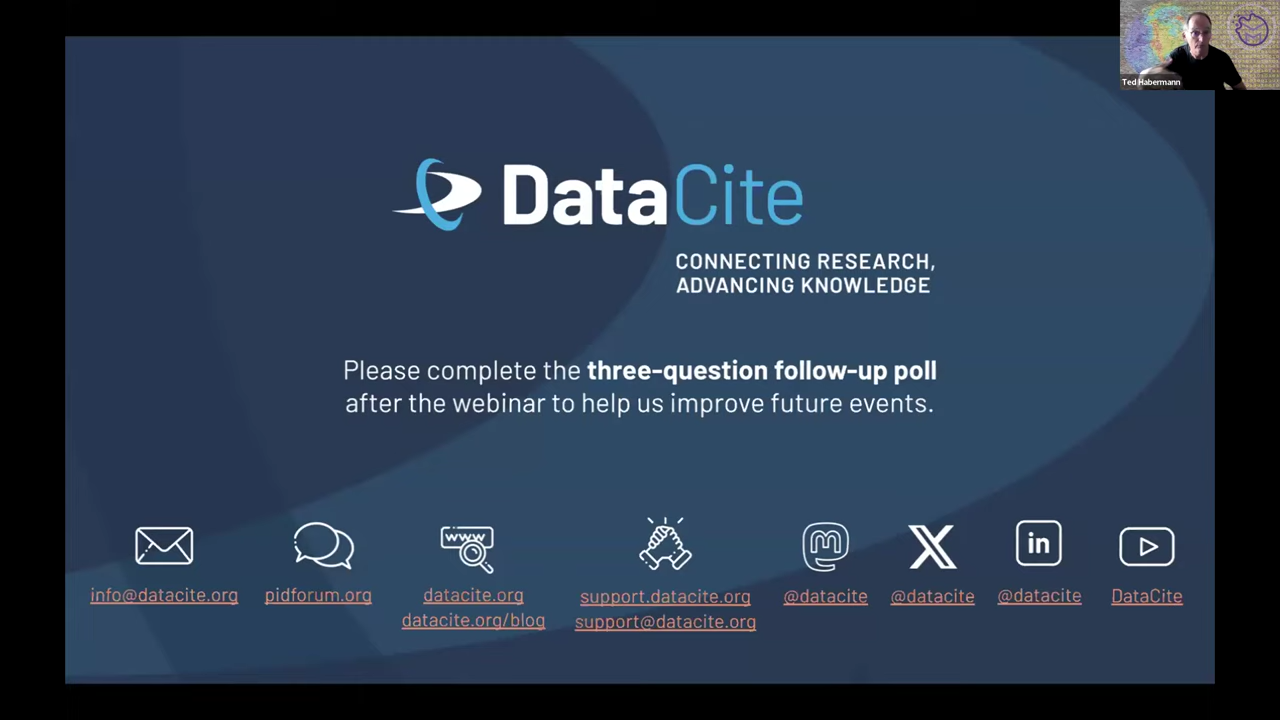 Ted Habermann
DataCite
CONNECTING RESEARCH,
ADVANCING KNOWLEDGE
Please complete the three-question follow-up poll
after the webinar to help us improve future events.
www
in
info@datacite.org
pidforum.org
datacite.org
datacite.org/blog
support.datacite.org
support@datacite.org
@datacite
@datacite
@datacite
DataCite